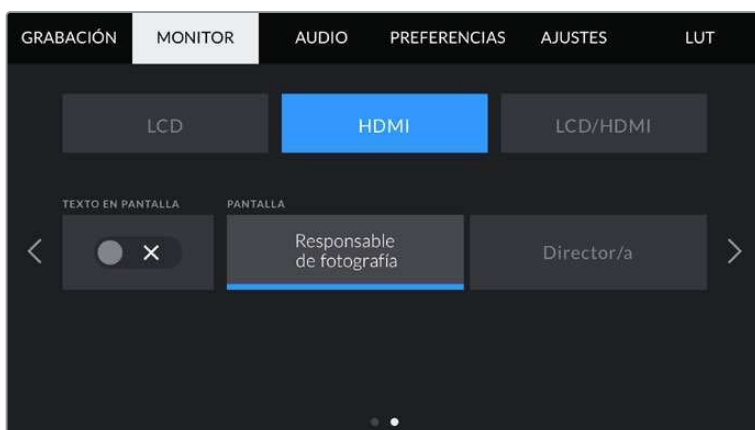 GRABACIÓN MONITOR AUDIO PREFERENCIAS AJUSTES LUT
LCD HDMI LCD/HDMI
TEXTO EN PANTALLA PANTALLA
Responsable
de fotografía
Director/a